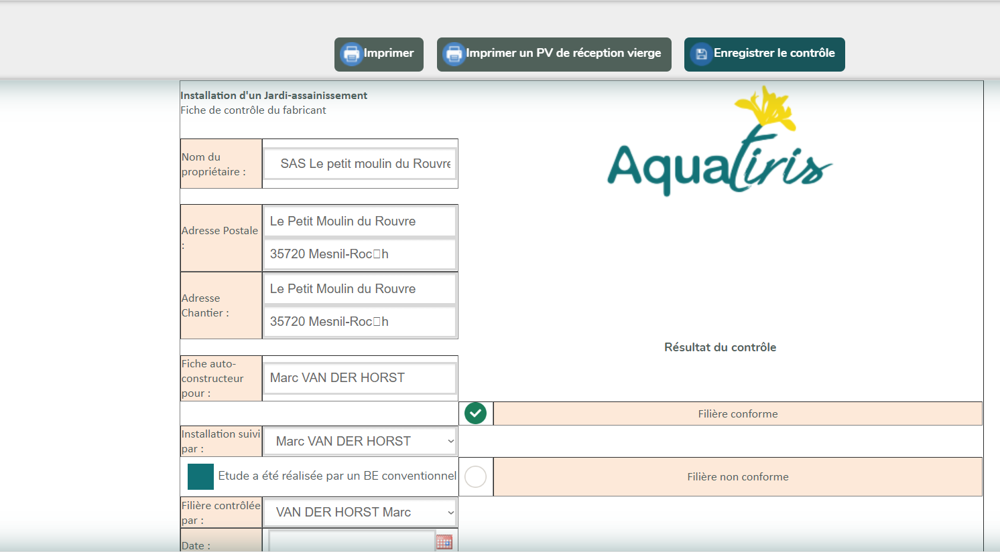 Imprimer
Imprimer un PV de réception vierge
Enregistrer le contrôle
Installation d'un Jardi-assainissement
Fiche de contrôle du fabricant
Aquatiris
Nom du
propriétaire :
SAS Le petit moulin du Rouvre
Adresse Postale
:
Le Petit Moulin du Rouvre
35720 Mesnil-Roc□h
Adresse
Chantier :
Le Petit Moulin du Rouvre
35720 Mesnil-Roc□h
Résultat du contrôle
Fiche auto-
constructeur
pour :
Marc VAN DER HORST
Filière conforme
Installation suivi
par :
Marc VAN DER HORST
Etude a été réalisée par un BE conventionnel
Filière non conforme
Filière contrôlée
par :
VAN DER HORST Marc
Date :